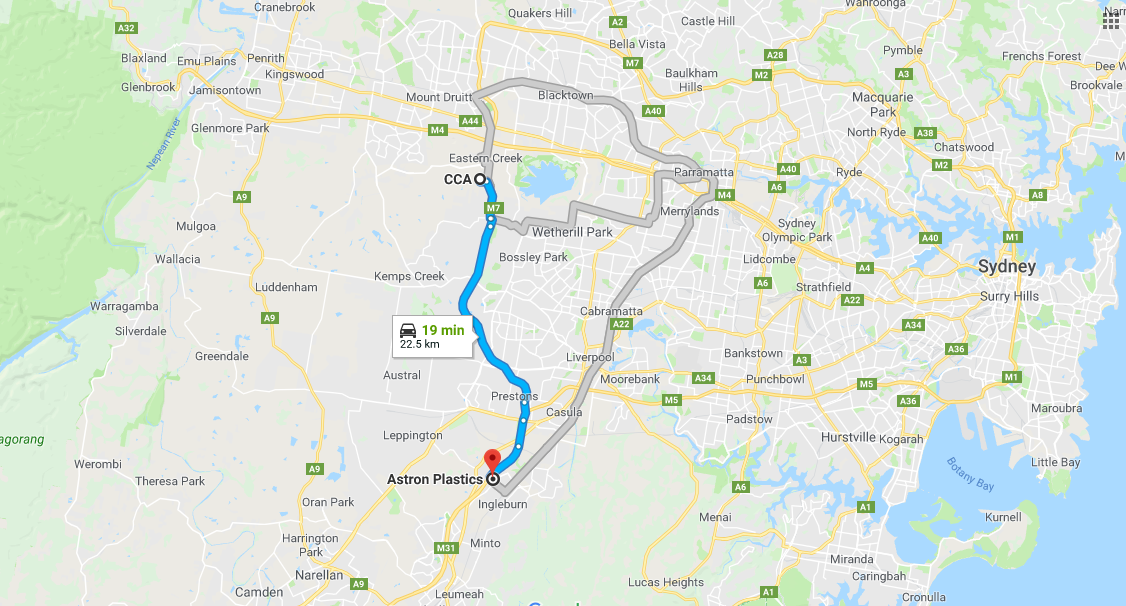 Cranebrook
Quakers Hill
A2
Castle Hill
Wahroonga
A32
Bella Vista
Pymble
Frenchs Forest
Blaxland
Emu Plains
Penrith
M7
A28
Dee W
Kingswood
Baulkham
Hills
M2
A3
Glenbrook
Jamisontown
Mount Druitt
Blacktown
Macquarie
Park
Brookvale
A40
A44
M4
Glenmore Park
North Ryde
A38
Chatswood
Nepean River
Eastern Creek
M2
CCA
Parramatta
A40
Ryde
A9
M4
A6
A8
M7
Merrylands
Mulgoa
Wetherill Park
Sydney
Olympic Park
A40
M1
Wallacia
Bossley Park
Lidcombe
A4
Sydney
Kemps Creek
A6
Strathfield
Luddenham
A22
Surry Hills
Warragamba
Cabramatta
A9
A22
A34
Silverdale
19 min
22.5 km
A36
Greendale
Liverpool
Bankstown
A3
Austral
Moorebank
A34
Punchbowl
M5
M1
Prestons
M5
A36
Casula
Maroubra
Padstow
Leppington
Hurstville
Kogarah
agorang
Werombi
A9
Little Bay
Theresa Park
Astron Plastics
A6
Botany Bay
Oran Park
Ingleburn
A1
Menai
Kurnell
Harrington
Park
M31
Minto
Miranda
Narellan
Caringbah
A9
Lucas Heights
Camden
Leumeah
A1
Cronulla